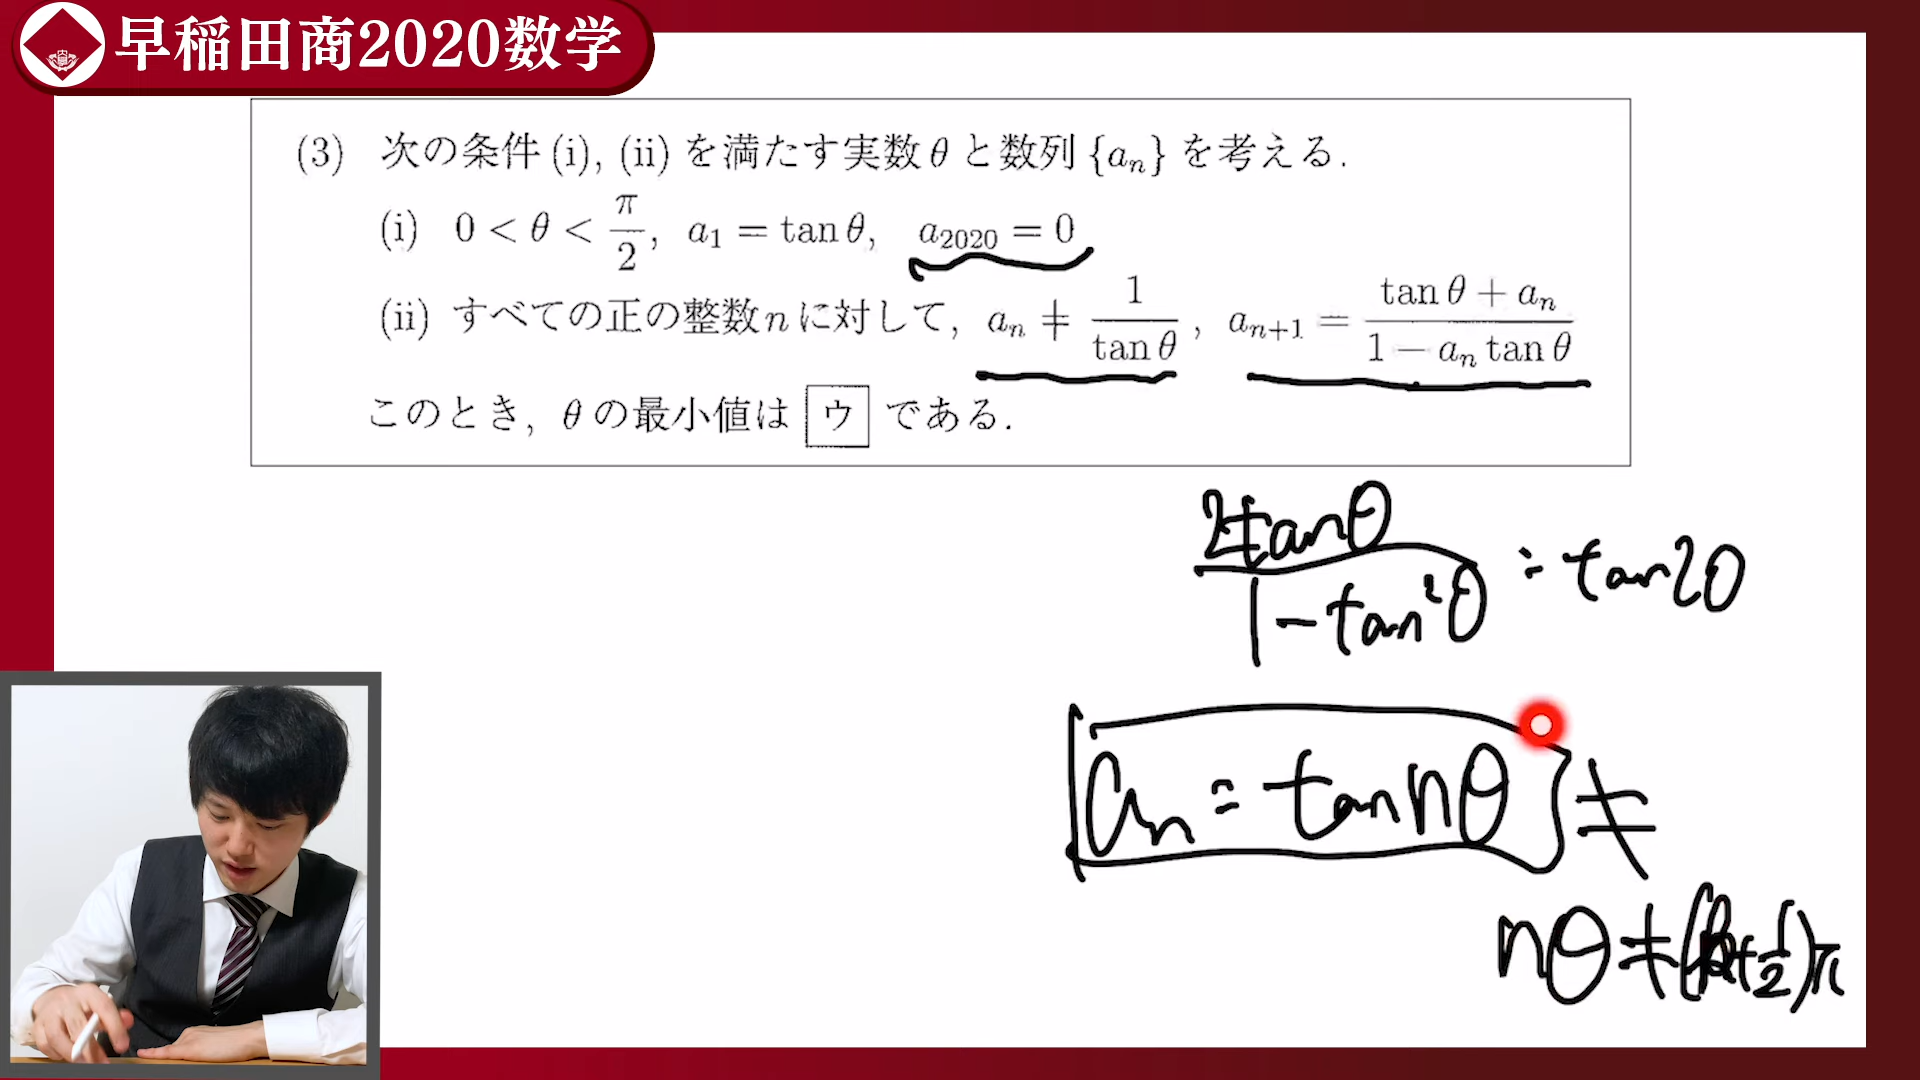 早稲田商2020数学
(3) 次の条件 (i), (ii) を満たす実数 θ と数列 {aₙ} を考える.
(i) 0 < θ < π/2, a₁ = tan θ, a₂₀₂₀ = 0
(ii) すべての正の整数 n に対して, aₙ ≠ 1/tan θ, aₙ₊₁ = (tan θ + aₙ)/(1 − aₙ tan θ)
このとき, θ の最小値は ウ である.
2tanθ/(1−tan²θ) = tan2θ
aₙ = tan nθ ≠
nθ ≠ (k+1/2)π